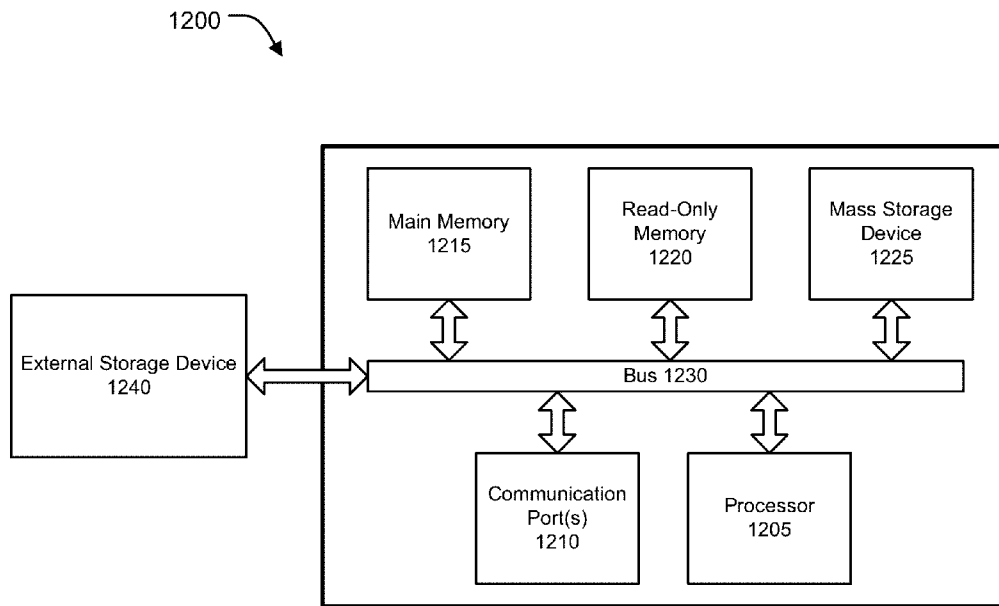 1200
Main Memory
1215
Read-Only
Memory
1220
Mass Storage
Device
1225
External Storage Device
1240
Bus 1230
Communication
Port(s)
1210
Processor
1205